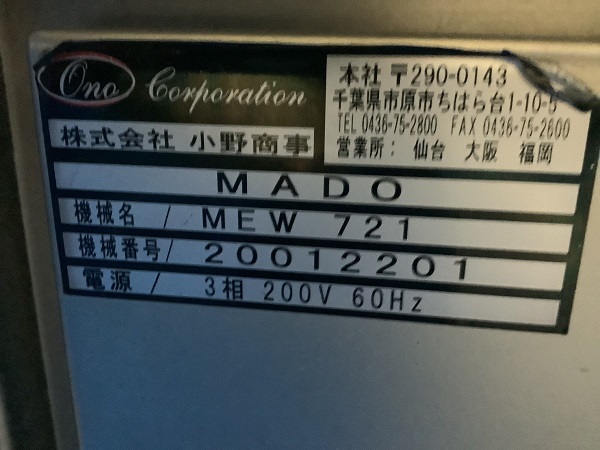 Ono Corporation
株式会社 小野商事
本社 〒290-0143
千葉県市原市ちはら台1-10-5
TEL 0436-75-2800 FAX 0436-75-2600
営業所： 仙台 大阪 福岡
MADO
機械名 / MEW 721
機械番号/ 20012201
電源 / 3相 200V 60Hz